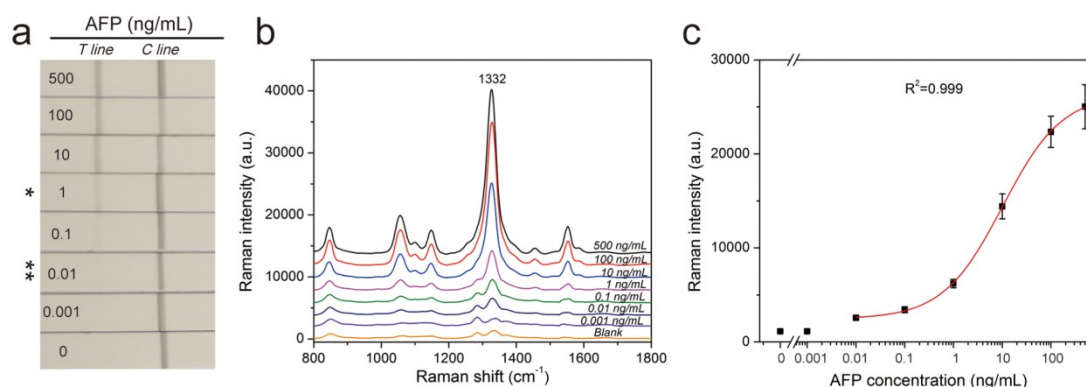 a
AFP (ng/mL)
T line C line
500
100
10
* 1
0.1
** 0.01
0.001
0
b
1332
40000
30000
20000
10000
0
Raman intensity (a.u.)
500 ng/mL
100 ng/mL
10 ng/mL
1 ng/mL
0.1 ng/mL
0.01 ng/mL
0.001 ng/mL
Blank
800 1000 1200 1400 1600 1800
Raman shift (cm⁻¹)
c
R²=0.999
30000
20000
10000
0
Raman intensity (a.u.)
0 0.001 0.01 0.1 1 10 100
AFP concentration (ng/mL)